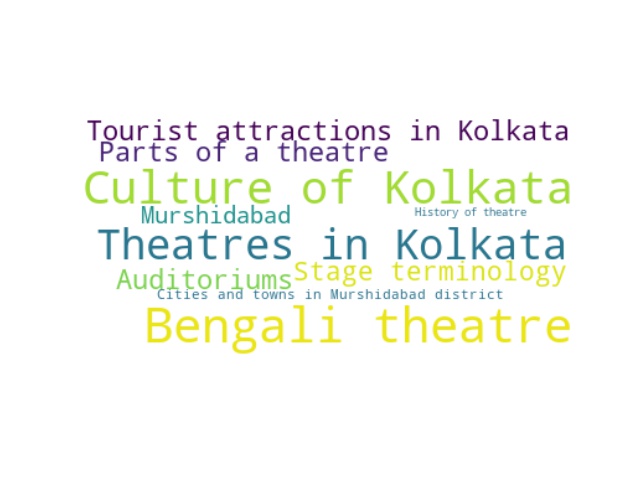 Tourist attractions in Kolkata
Parts of a theatre
Culture of Kolkata
Murshidabad
History of theatre
Theatres in Kolkata
Stage terminology
Auditoriums
Cities and towns in Murshidabad district
Bengali theatre